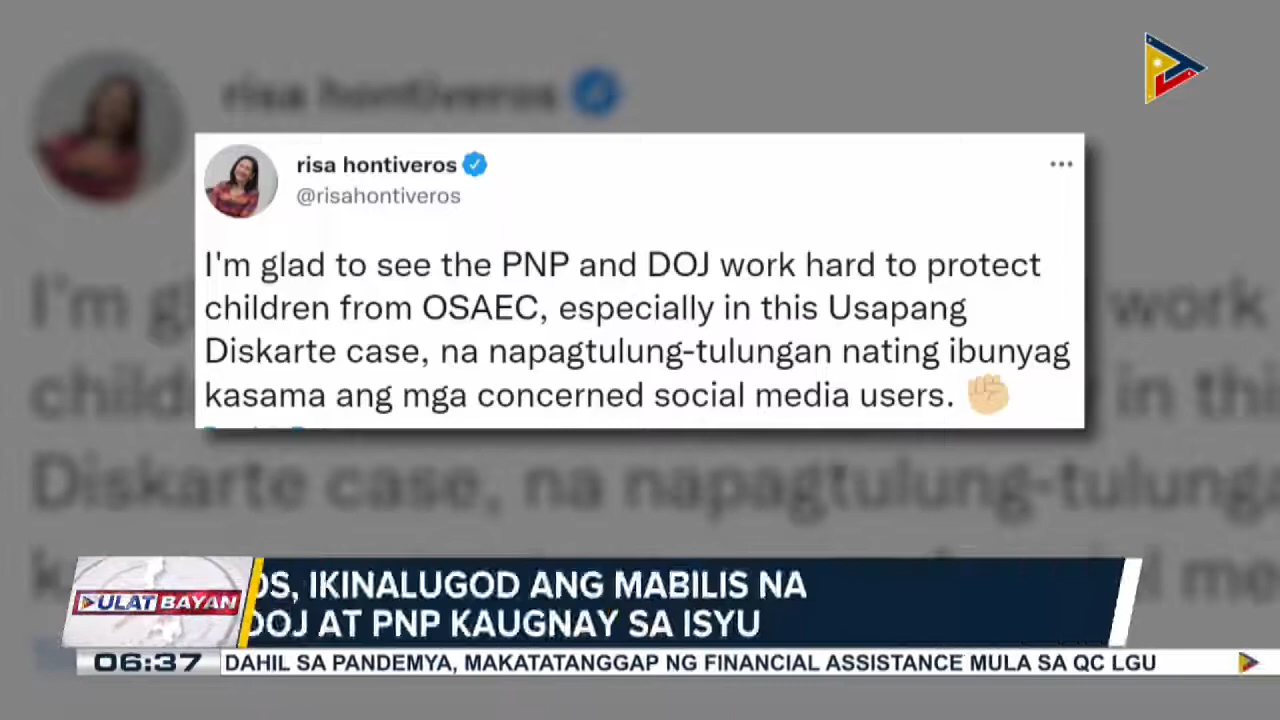 risa hontiveros
risa hontiveros
@risahontiveros
I'm glad to see the PNP and DOJ work hard to protect
children from OSAEC, especially in this Usapang
Diskarte case, na napagtulung-tulungan nating ibunyag
kasama ang mga concerned social media users. ✊🏼
OS, IKINALUGOD ANG MABILIS NA
DOJ AT PNP KAUGNAY SA ISYU
ULAT BAYAN
06:37 DAHIL SA PANDEMYA, MAKATATANGGAP NG FINANCIAL ASSISTANCE MULA SA QC LGU